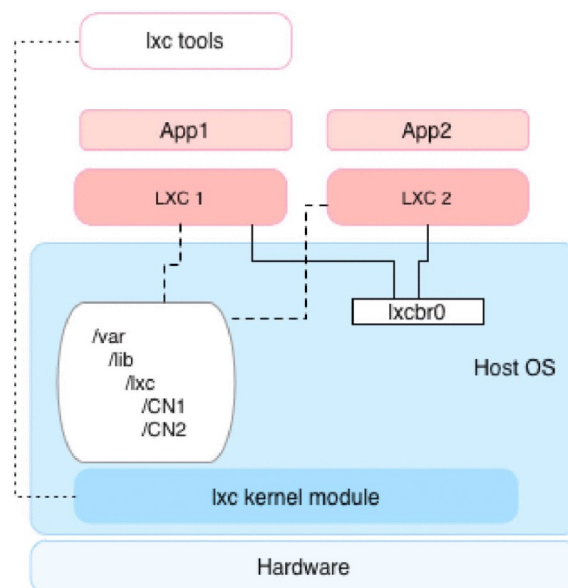 lxc tools
App1
App2
LXC 1
LXC 2
lxcbr0
/var
/lib
/lxc
/CN1
/CN2
Host OS
lxc kernel module
Hardware